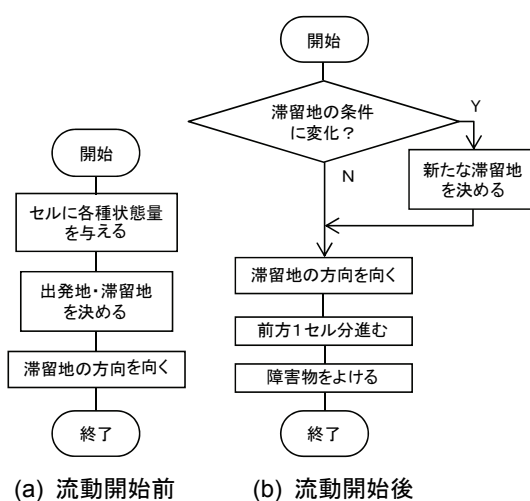 開始
セルに各種状態量
を与える
出発地・滞留地
を決める
滞留地の方向を向く
終了
(a) 流動開始前
開始
滞留地の条件
に変化？
Y
N
新たな滞留地
を決める
滞留地の方向を向く
前方１セル分進む
障害物をよける
終了
(b) 流動開始後